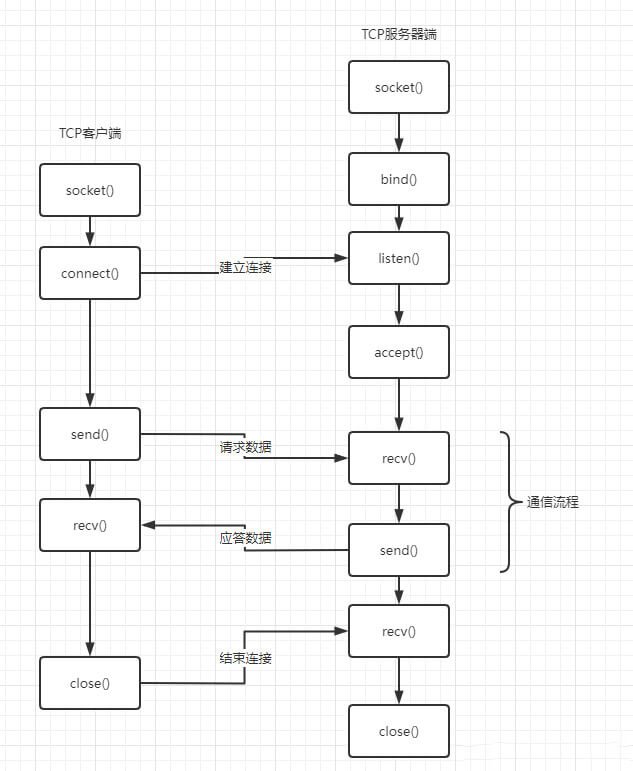 TCP服务器端
socket()
TCP客户端
bind()
socket()
listen()
connect()
建立连接
accept()
send()
请求数据
recv()
通信流程
recv()
应答数据
send()
recv()
结束连接
close()
close()